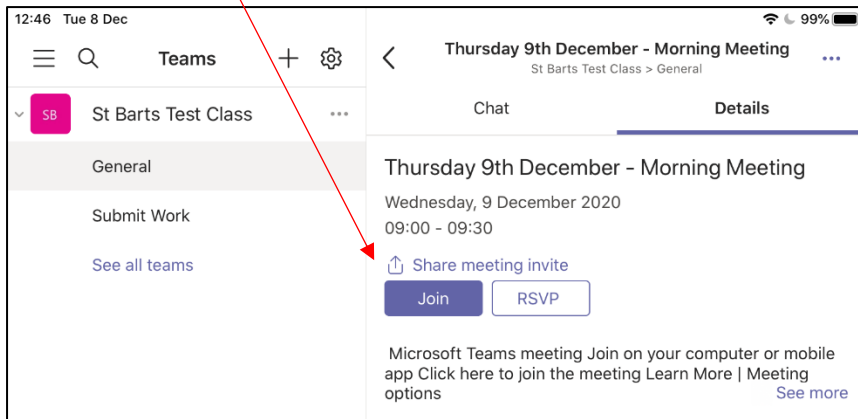 12:46 Tue 8 Dec
99%
Teams
SB St Barts Test Class
General
Submit Work
See all teams
Thursday 9th December - Morning Meeting
St Barts Test Class > General
Chat Details
Thursday 9th December - Morning Meeting
Wednesday, 9 December 2020
09:00 - 09:30
Share meeting invite
Join RSVP
Microsoft Teams meeting Join on your computer or mobile
app Click here to join the meeting Learn More | Meeting
options See more